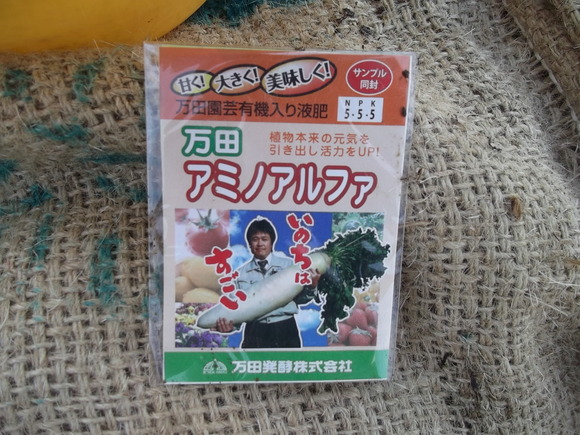 甘く!大きく!美味しく!
サンプル
同封
万田園芸有機入り液肥
N P K
5-5-5
万田
植物本来の元気を
引き出し活力をUP!
アミノアルファ
いのちは
すごい
万田発酵株式会社